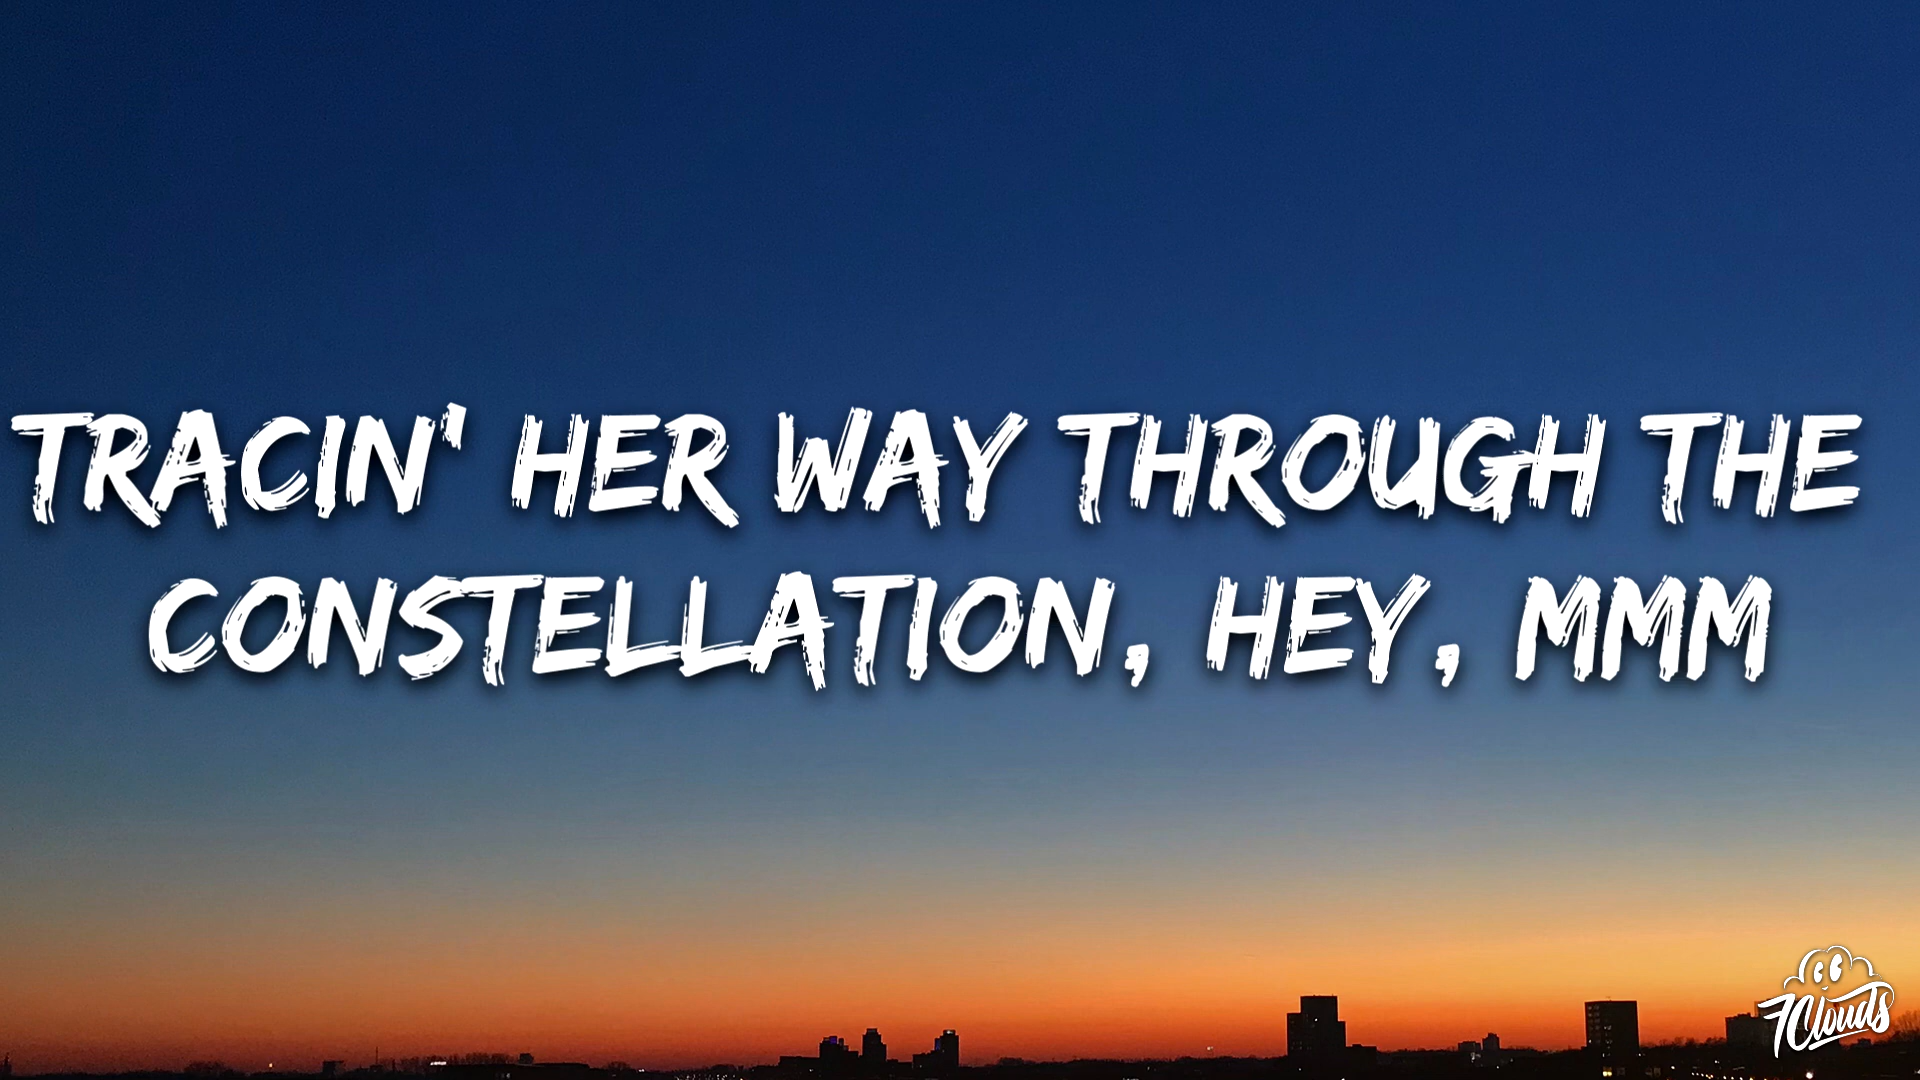 TRACIN' HER WAY THROUGH THE
CONSTELLATION, HEY, MMM
7Clouds